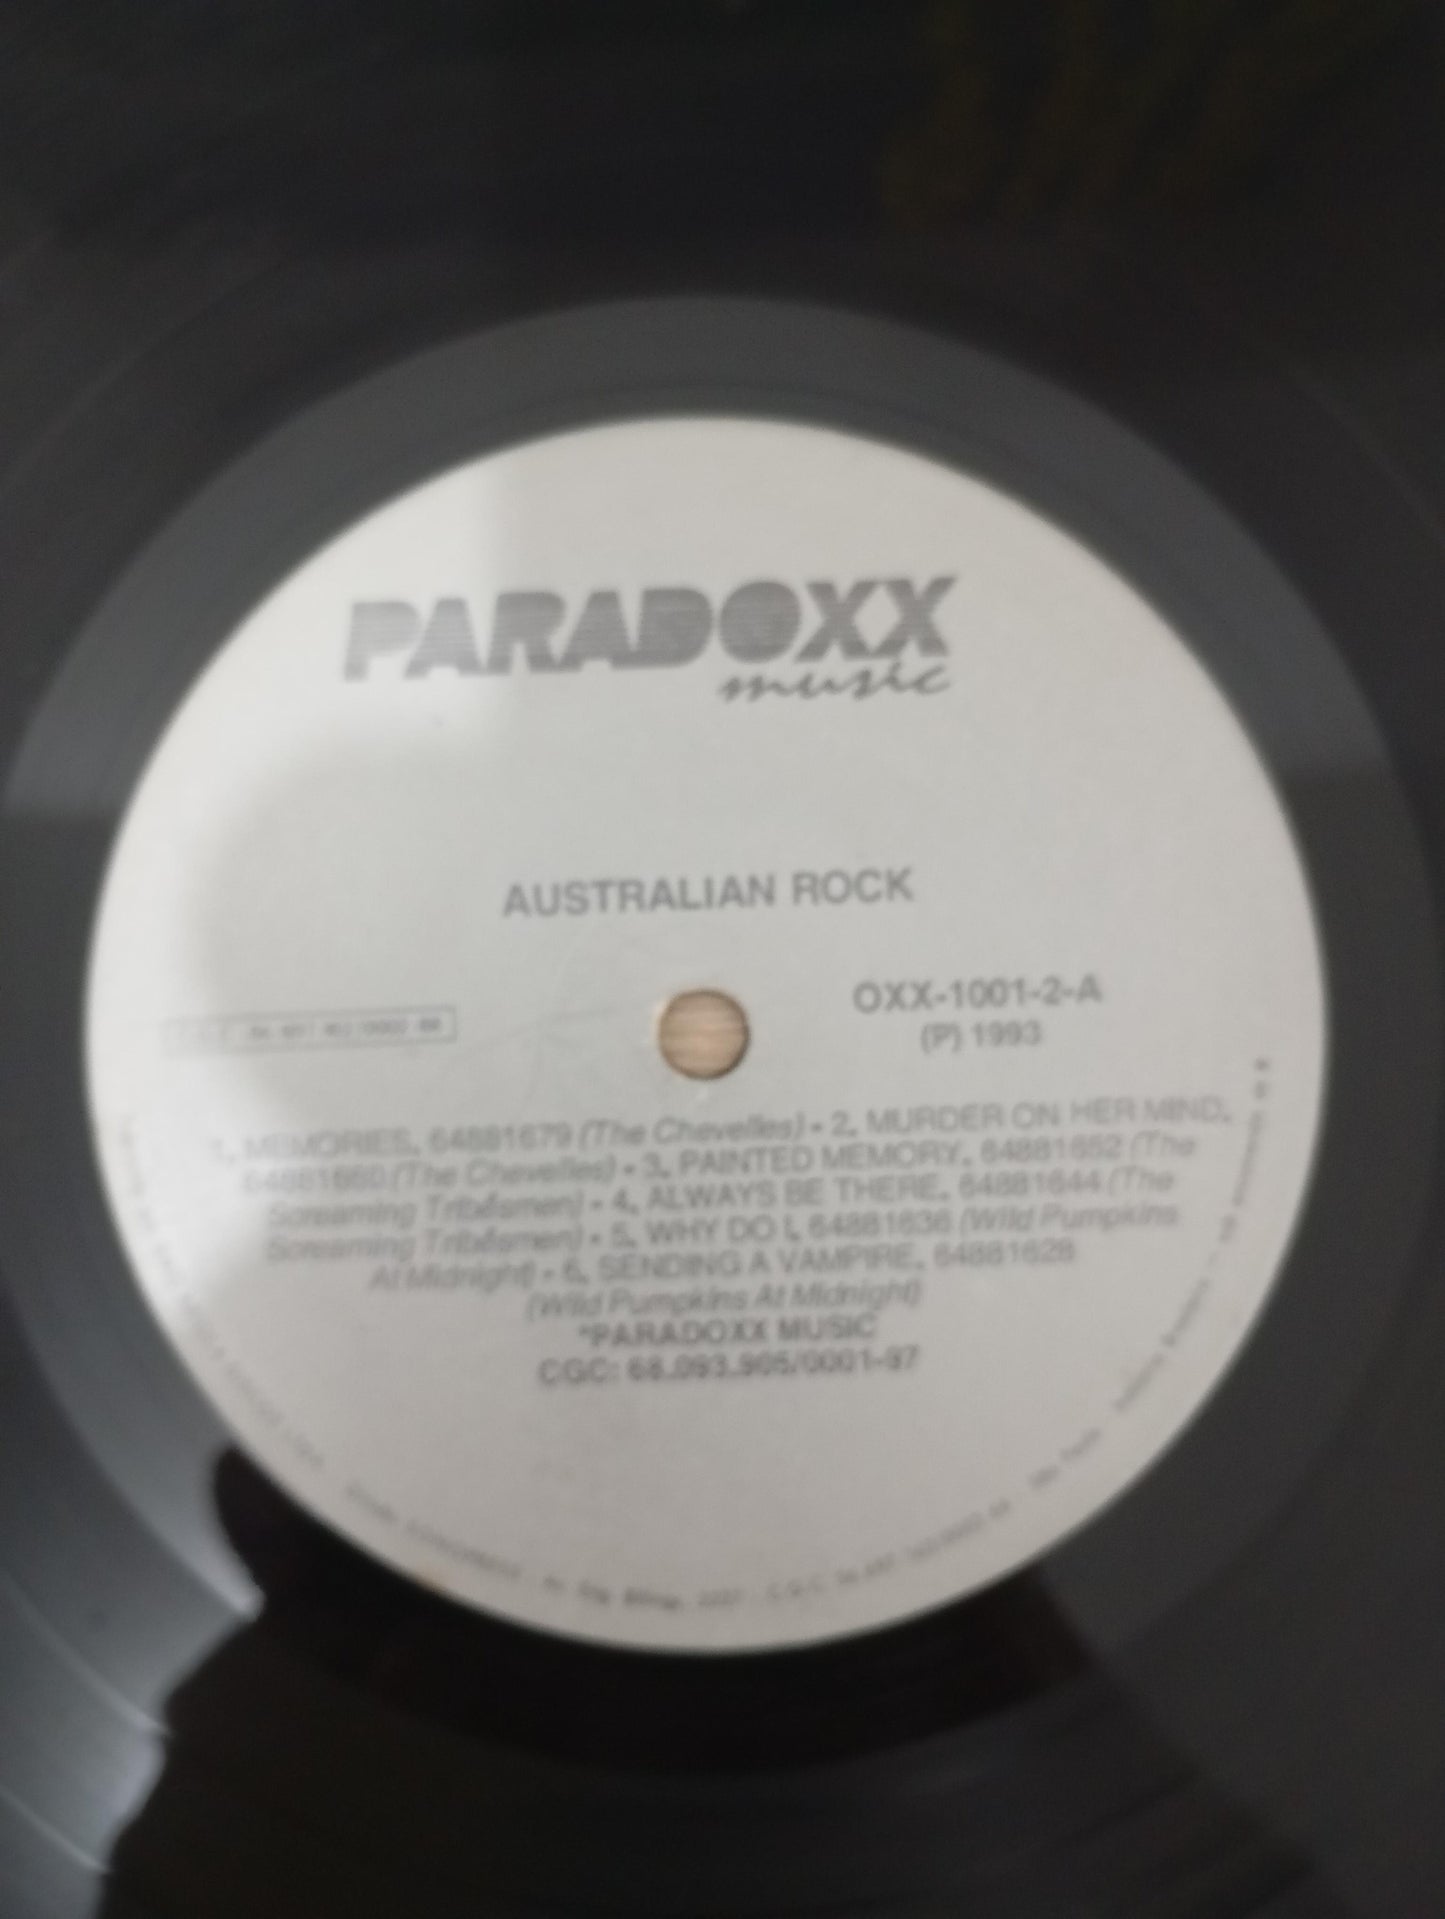 PARADOXX
music
AUSTRALIAN ROCK
OXX-1001-2-A
(P) 1993
1. MEMORIES. 64881679 (The Chevelles) • 2. MURDER ON HER MIND.
64881660 (The Chevelles) • 3. PAINTED MEMORY. 64881652 (The
Screaming Tribesmen) • 4. ALWAYS BE THERE. 64881644 (The
Screaming Tribesmen) • 5. WHY DO I, 64881636 (Wild Pumpkins
At Midnight) • 6. SENDING A VAMPIRE. 64881628
(Wild Pumpkins At Midnight)
*PARADOXX MUSIC
CGC: 68.093.905/0001-97